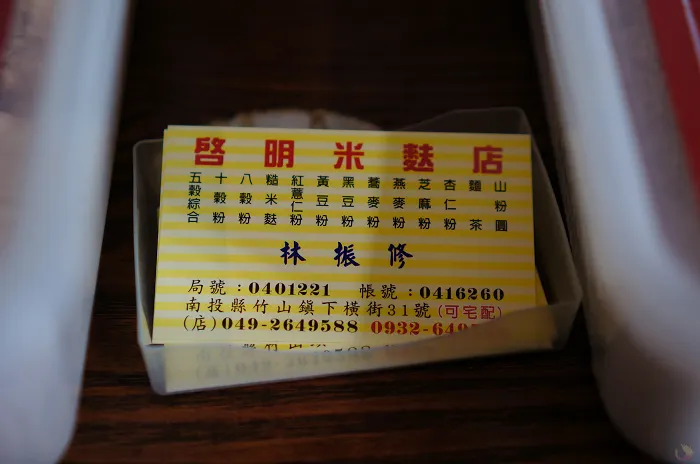 啓明米麩店
五穀綜合
十穀粉
八穀粉
糙米麩
紅薏仁粉
黃豆粉
黑豆粉
蕎麥粉
燕麥粉
芝麻粉
杏仁粉
麵茶
山粉圓
林振修
局號：0401221 帳號：0416260
南投縣竹山鎮下橫街31號(可宅配)
(店)049-2649588